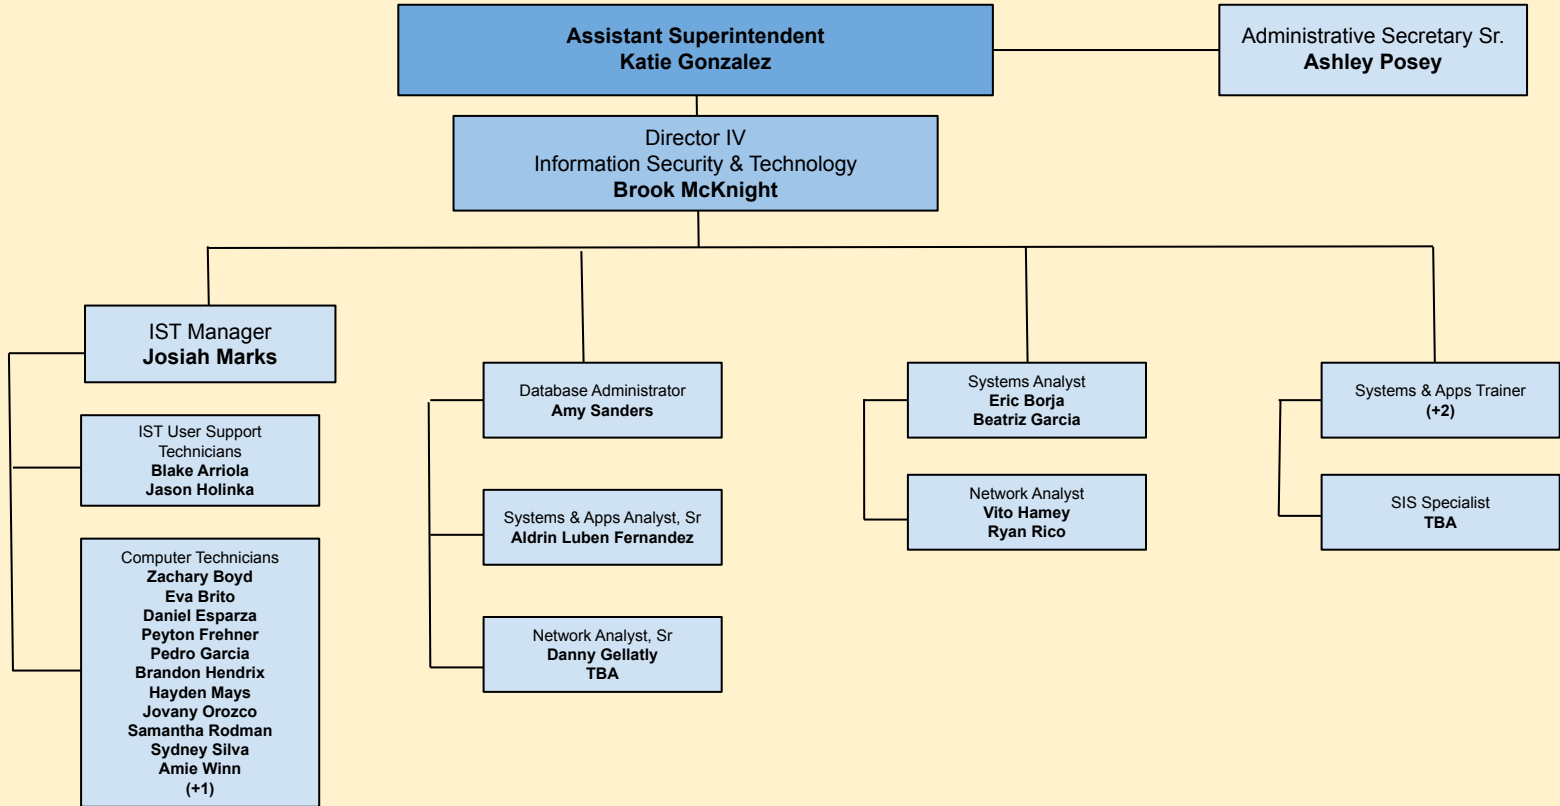 Assistant Superintendent
Katie Gonzalez
Administrative Secretary Sr.
Ashley Posey
Director IV
Information Security & Technology
Brook McKnight
IST Manager
Josiah Marks
IST User Support
Technicians
Blake Arriola
Jason Holinka
Computer Technicians
Zachary Boyd
Eva Brito
Daniel Esparza
Peyton Frehner
Pedro Garcia
Brandon Hendrix
Hayden Mays
Jovany Orozco
Samantha Rodman
Sydney Silva
Amie Winn
(+1)
Database Administrator
Amy Sanders
Systems & Apps Analyst, Sr
Aldrin Luben Fernandez
Network Analyst, Sr
Danny Gellatly
TBA
Systems Analyst
Eric Borja
Beatriz Garcia
Network Analyst
Vito Hamey
Ryan Rico
Systems & Apps Trainer
(+2)
SIS Specialist
TBA